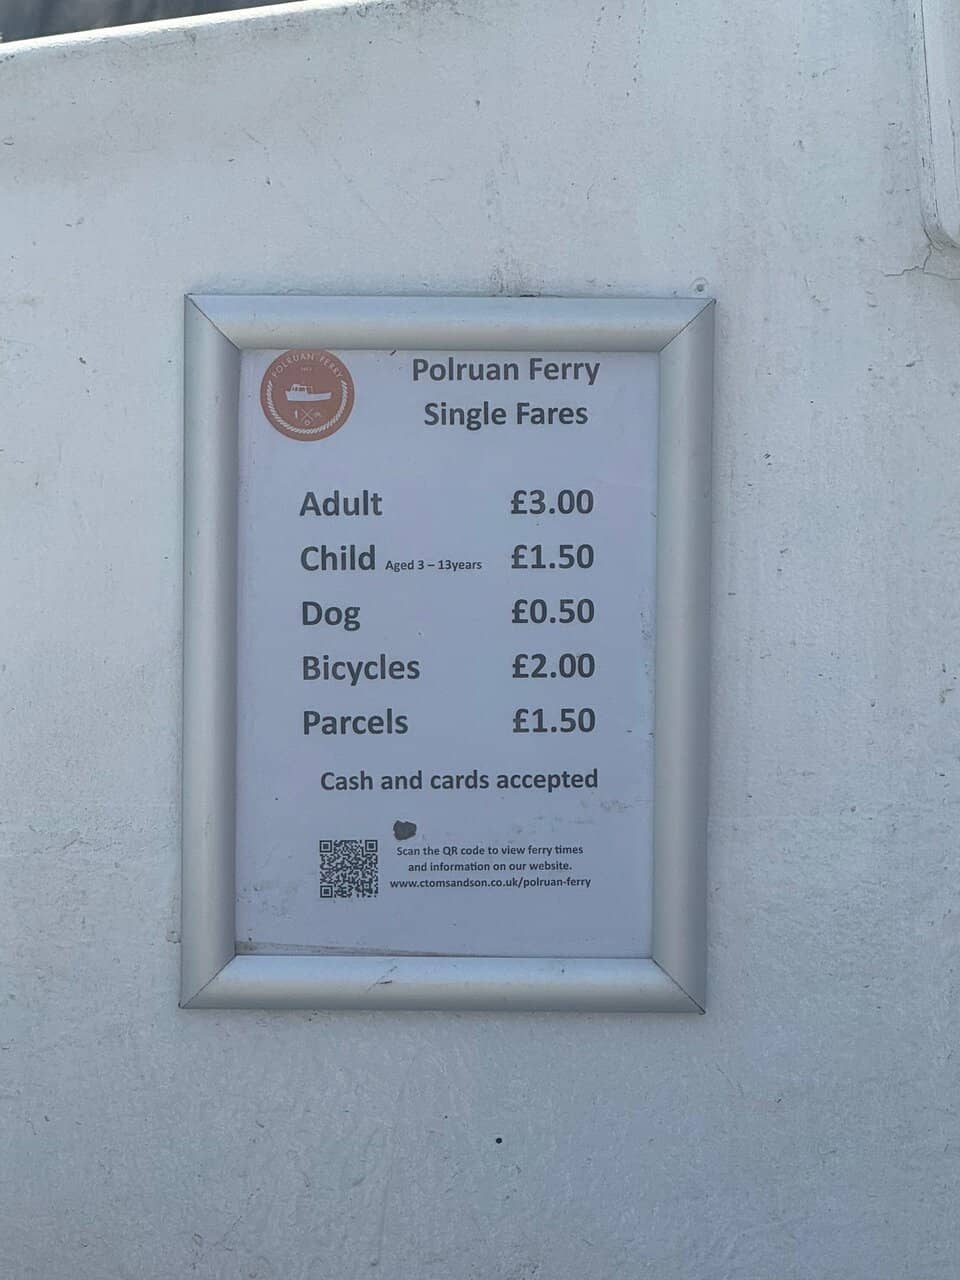 POLRUAN FERRY
Polruan Ferry
Single Fares
Adult £3.00
Child Aged 3 – 13years £1.50
Dog £0.50
Bicycles £2.00
Parcels £1.50
Cash and cards accepted
Scan the QR code to view ferry times
and information on our website.
www.ctomsandson.co.uk/polruan-ferry